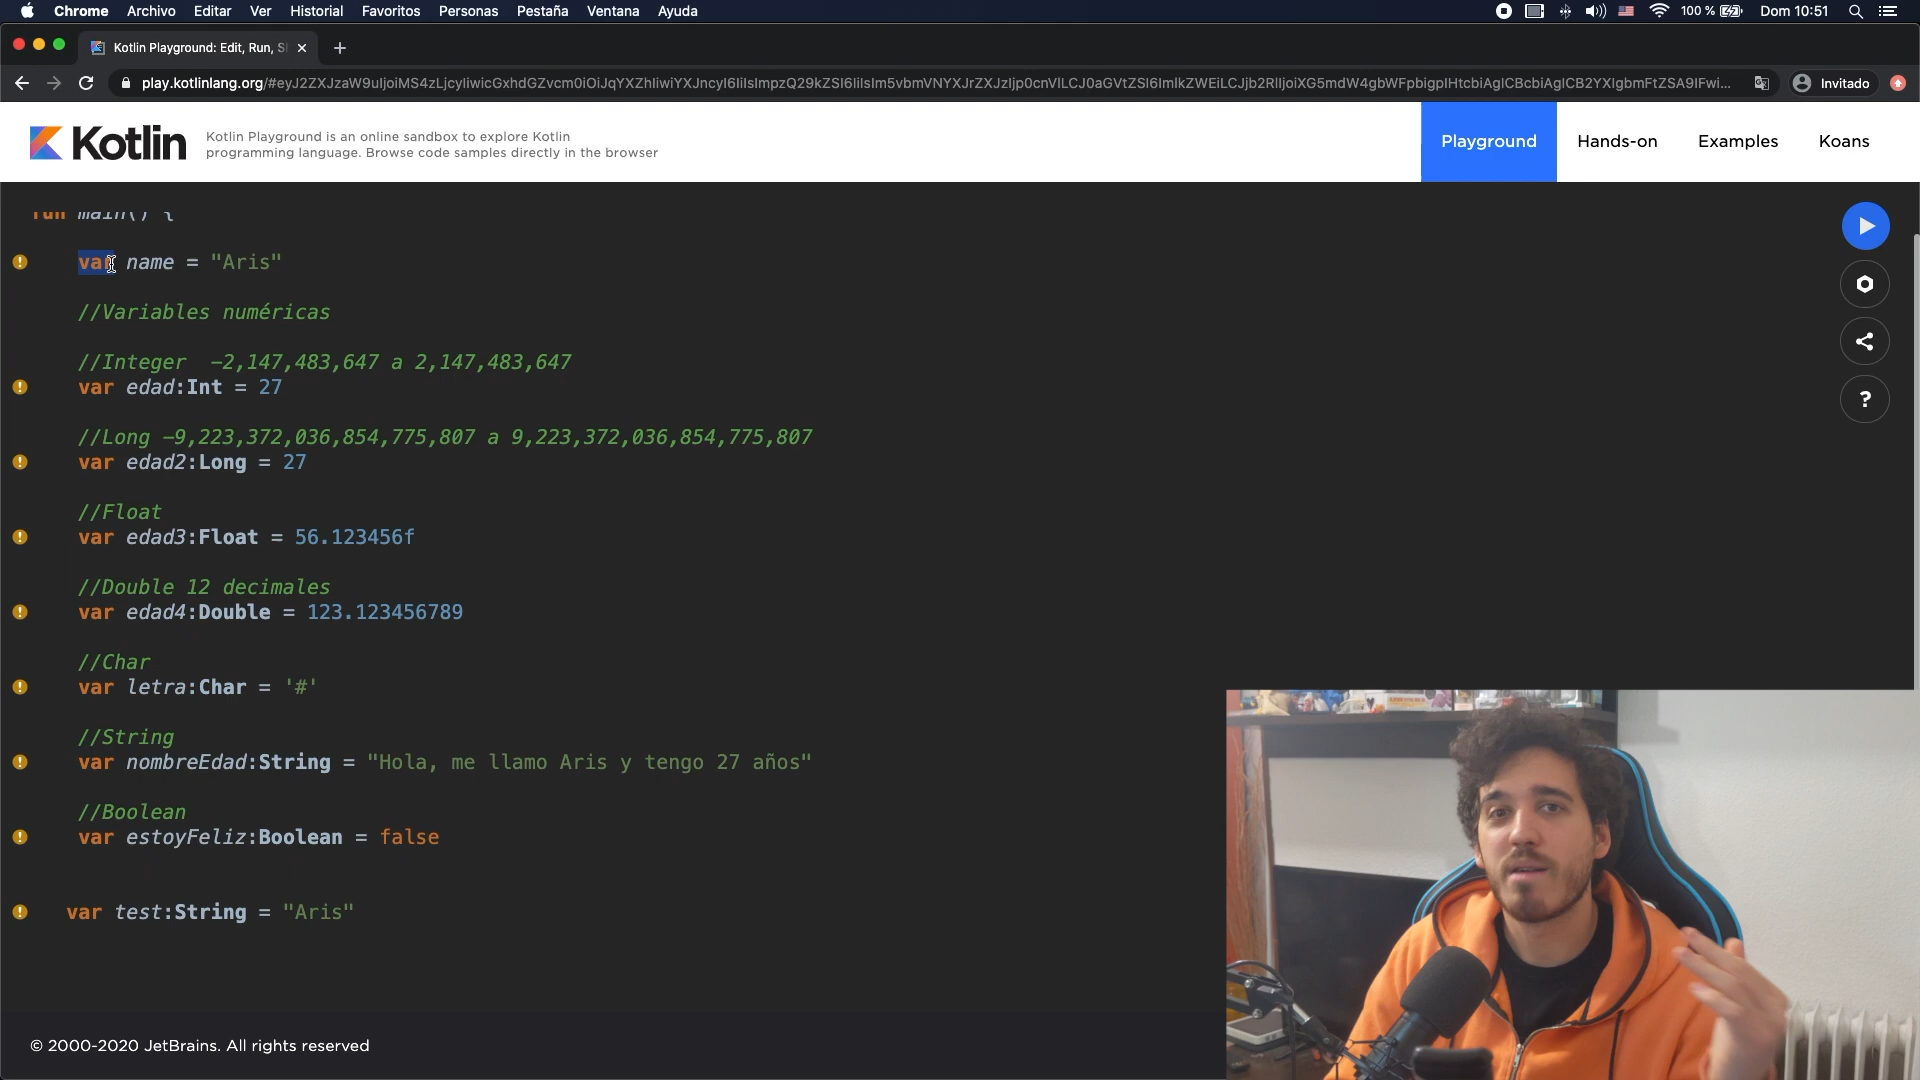 Chrome Archivo Editar Ver Historial Favoritos Personas Pestaña Ventana Ayuda 100 % Dom 10:51
Kotlin Playground: Edit, Run, S
play.kotlinlang.org/ Invitado
Kotlin
Kotlin Playground is an online sandbox to explore Kotlin
programming language. Browse code samples directly in the browser
Playground Hands-on Examples Koans
fun main() {
var name = "Aris"
//Variables numéricas
//Integer -2,147,483,647 a 2,147,483,647
var edad:Int = 27
//Long -9,223,372,036,854,775,807 a 9,223,372,036,854,775,807
var edad2:Long = 27
//Float
var edad3:Float = 56.123456f
//Double 12 decimales
var edad4:Double = 123.123456789
//Char
var letra:Char = '#'
//String
var nombreEdad:String = "Hola, me llamo Aris y tengo 27 años"
//Boolean
var estoyFeliz:Boolean = false
var test:String = "Aris"
© 2000-2020 JetBrains. All rights reserved